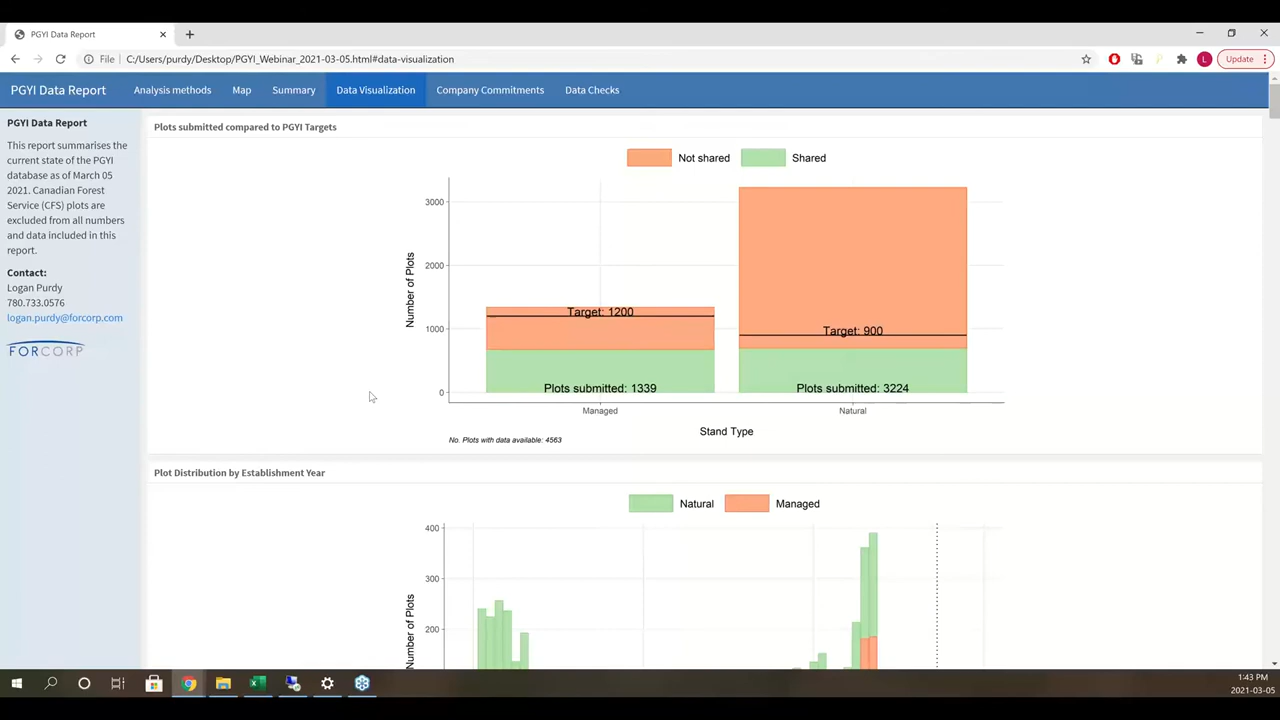 PGYI Data Report
File C:/Users/purdy/Desktop/PGYI_Webinar_2021-03-05.html#data-visualization
L Update
PGYI Data Report Analysis methods Map Summary Data Visualization Company Commitments Data Checks
PGYI Data Report
This report summarises the
current state of the PGYI
database as of March 05
2021. Canadian Forest
Service (CFS) plots are
excluded from all numbers
and data included in this
report.
Contact:
Logan Purdy
780.733.0576
logan.purdy@forcorp.com
FORCORP
Plots submitted compared to PGYI Targets
Not shared Shared
Number of Plots
3000
2000
1000
0
Target: 1200
Target: 900
Plots submitted: 1339
Plots submitted: 3224
Managed Natural
Stand Type
No. Plots with data available: 4563
Plot Distribution by Establishment Year
Natural Managed
Number of Plots
400
300
200
1:43 PM
2021-03-05